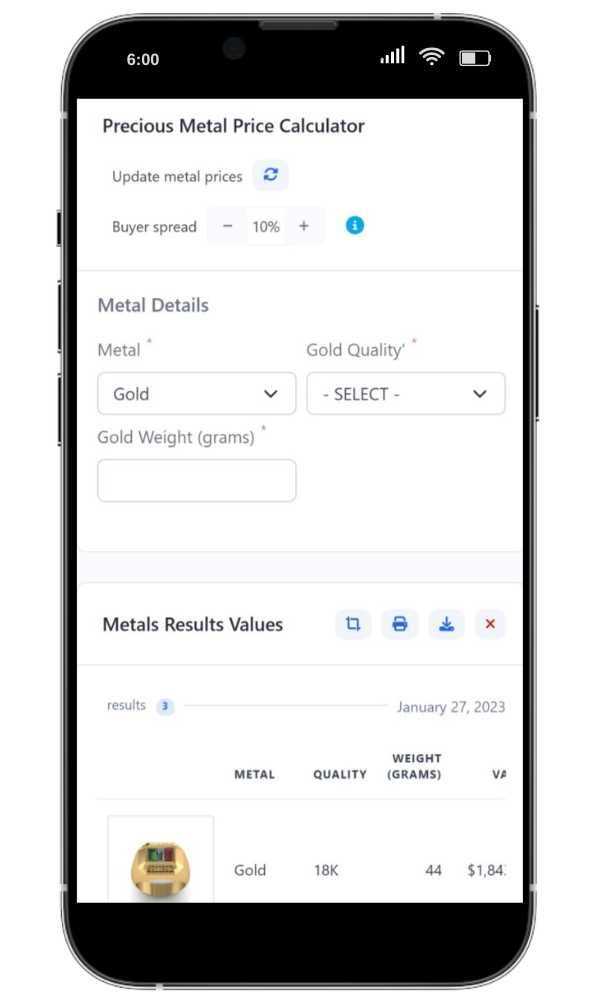 6:00
Precious Metal Price Calculator
Update metal prices
Buyer spread − 10% +
Metal Details
Metal * Gold Quality' *
Gold - SELECT -
Gold Weight (grams) *
Metals Results Values
results 3 January 27, 2023
METAL QUALITY WEIGHT (GRAMS) VA
Gold 18K 44 $1,84